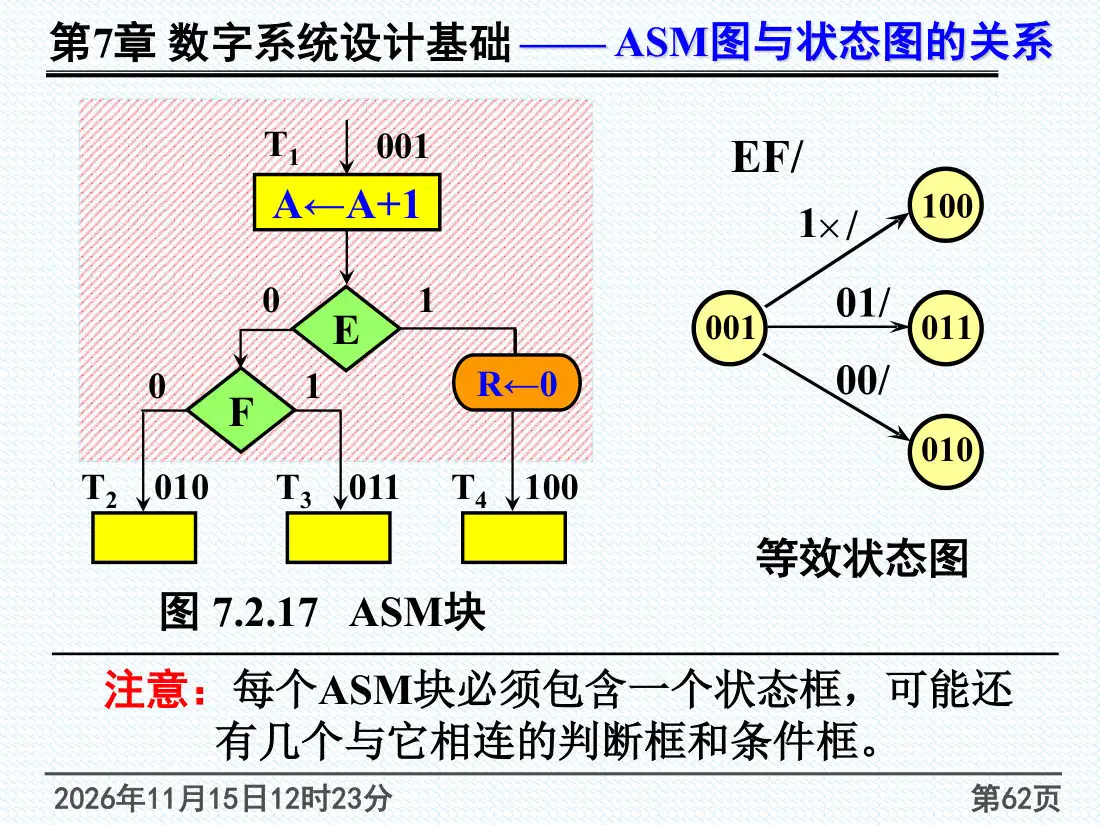 第7章 数字系统设计基础 —— ASM图与状态图的关系
T1 001
A←A+1
0 E 1
0 F 1
R←0
T2 010 T3 011 T4 100
图 7.2.17 ASM块
EF/
1×/
01/
00/
001
100
011
010
等效状态图
注意：每个ASM块必须包含一个状态框，可能还
有几个与它相连的判断框和条件框。
2026年11月15日12时23分 第62页